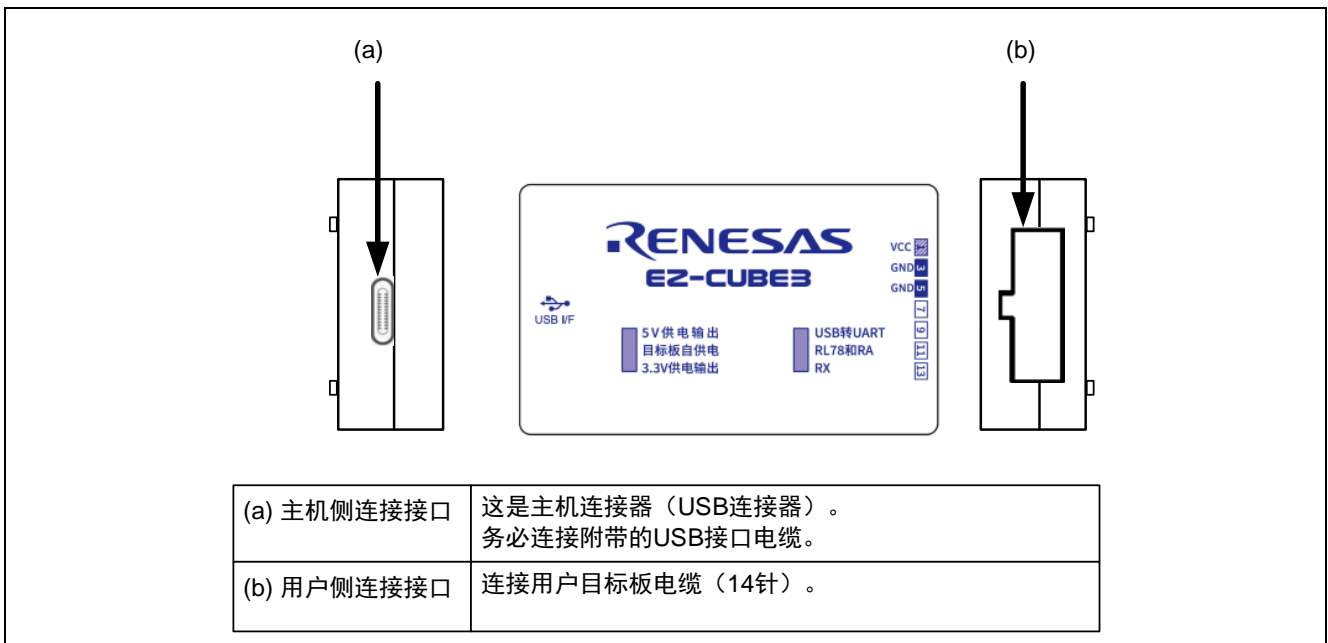 (a)
(b)
RENESAS
EZ-CUBE3
USB I/F
5V供电输出
目标板自供电
3.3V供电输出
USB转UART
RL78和RA
RX
VCC 1
GND 3
GND 5
7
9
11
13
(a) 主机侧连接接口
这是主机连接器（USB连接器）。
务必连接附带的USB接口电缆。
(b) 用户侧连接接口
连接用户目标板电缆（14针）。